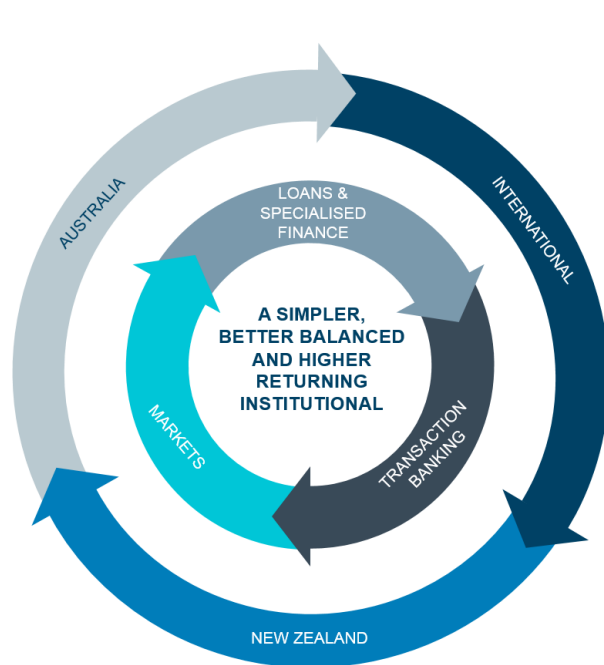 AUSTRALIA
INTERNATIONAL
LOANS &
SPECIALISED
FINANCE
A SIMPLER,
BETTER BALANCED
AND HIGHER
RETURNING
INSTITUTIONAL
MARKETS
TRANSACTION
BANKING
NEW ZEALAND